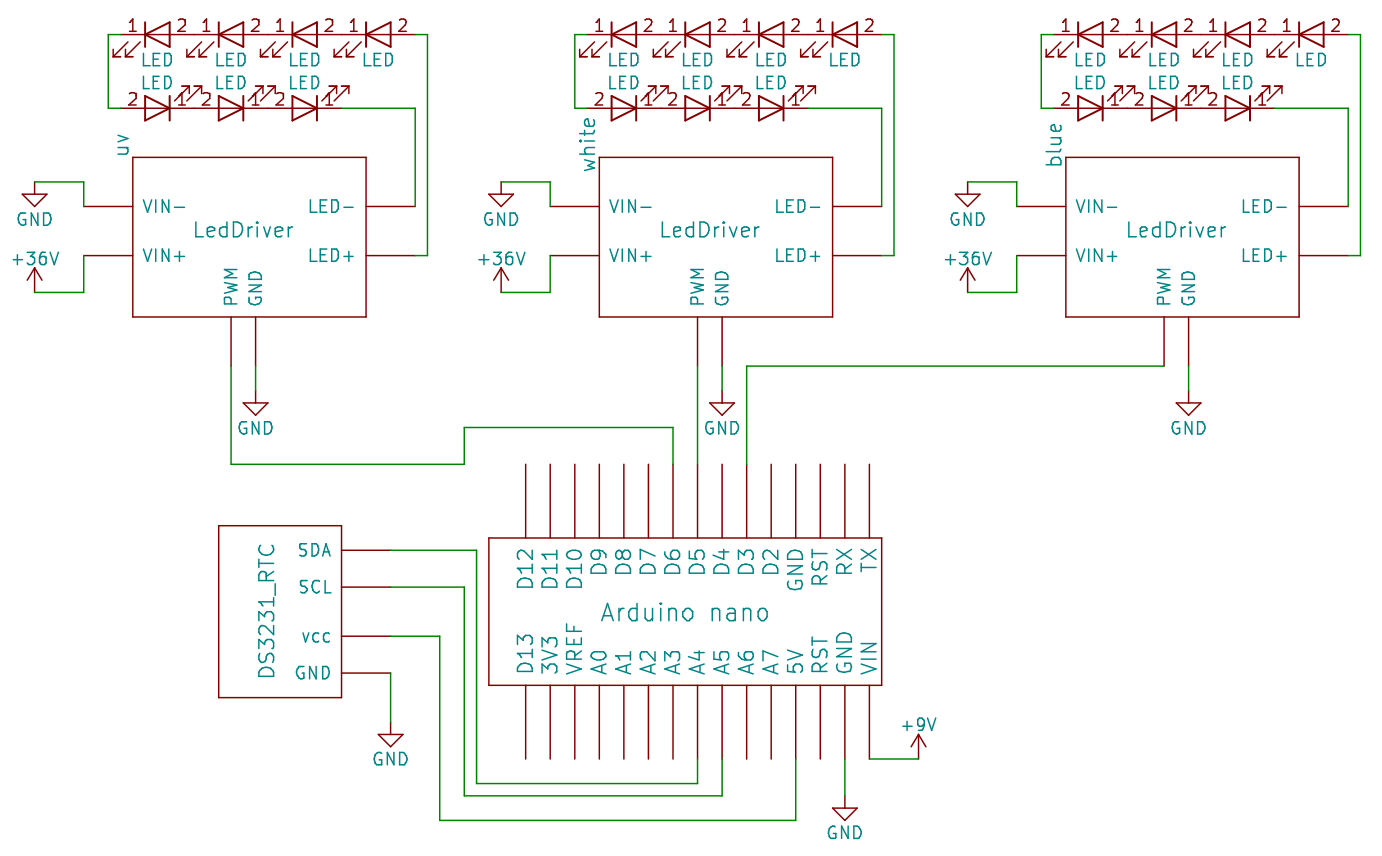 1 2 1 2 1 2 1 2
LED LED LED LED
LED LED LED
2 1 2 1 2 1
uv
VIN- LED-
LedDriver
VIN+ LED+
PWM GND
GND
+36V
GND
1 2 1 2 1 2 1 2
LED LED LED LED
LED LED LED
2 1 2 1 2 1
white
VIN- LED-
LedDriver
VIN+ LED+
PWM GND
GND
+36V
GND
1 2 1 2 1 2 1 2
LED LED LED LED
LED LED LED
2 1 2 1 2 1
blue
VIN- LED-
LedDriver
VIN+ LED+
PWM GND
GND
+36V
GND
DS3231_RTC
SDA
SCL
vcc
GND
GND
D12 D11 D10 D9 D8 D7 D6 D5 D4 D3 D2 GND RST RX TX
Arduino nano
D13 3V3 VREF A0 A1 A2 A3 A4 A5 A6 A7 5V RST GND VIN
+9V
GND